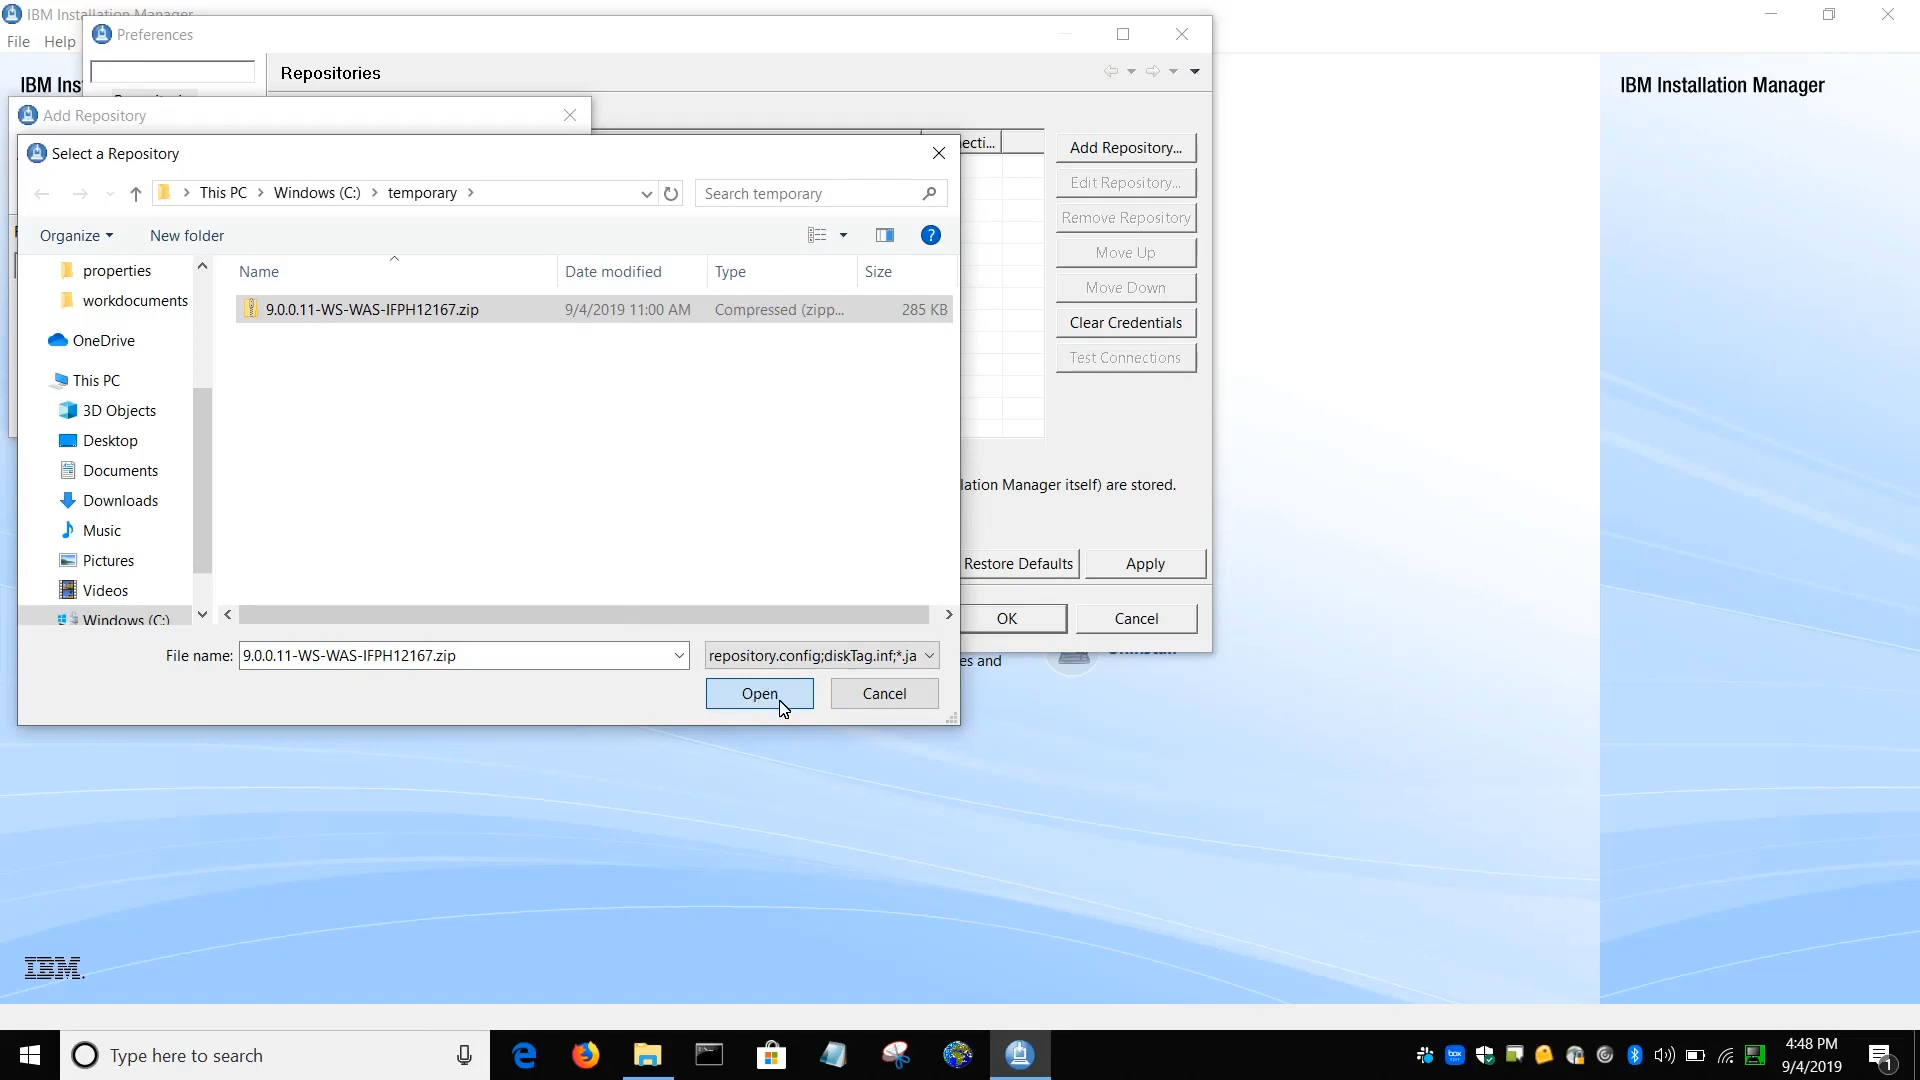 IBM Installation Manager
File Help
Preferences
IBM Ins
Repositories
IBM Installation Manager
Add Repository
ecti...
Add Repository...
Select a Repository
Edit Repository...
This PC Windows (C:) temporary
Search temporary
Remove Repository
Organize New folder
Move Up
properties
Name Date modified Type Size
Move Down
workdocuments
9.0.0.11-WS-WAS-IFPH12167.zip 9/4/2019 11:00 AM Compressed (zipp... 285 KB
Clear Credentials
OneDrive
Test Connections
This PC
3D Objects
Desktop
Documents
lation Manager itself) are stored.
Downloads
Music
Pictures
Restore Defaults Apply
Videos
Windows (C:)
OK Cancel
File name: 9.0.0.11-WS-WAS-IFPH12167.zip repository.config;diskTag.inf;*.ja
es and
Open Cancel
IBM
Type here to search
4:48 PM
9/4/2019
1